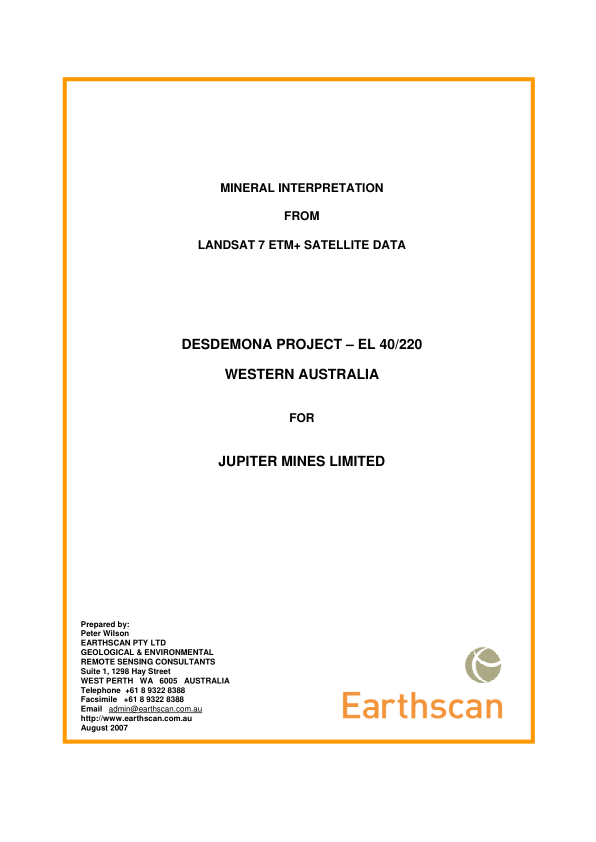 MINERAL INTERPRETATION
FROM
LANDSAT 7 ETM+ SATELLITE DATA
DESDEMONA PROJECT – EL 40/220
WESTERN AUSTRALIA
FOR
JUPITER MINES LIMITED
Prepared by:
Peter Wilson
EARTHSCAN PTY LTD
GEOLOGICAL & ENVIRONMENTAL
REMOTE SENSING CONSULTANTS
Suite 1, 1298 Hay Street
WEST PERTH WA 6005 AUSTRALIA
Telephone +61 8 9322 8388
Facsimile +61 8 9322 8388
Email admin@earthscan.com.au
http://www.earthscan.com.au
August 2007
Earthscan